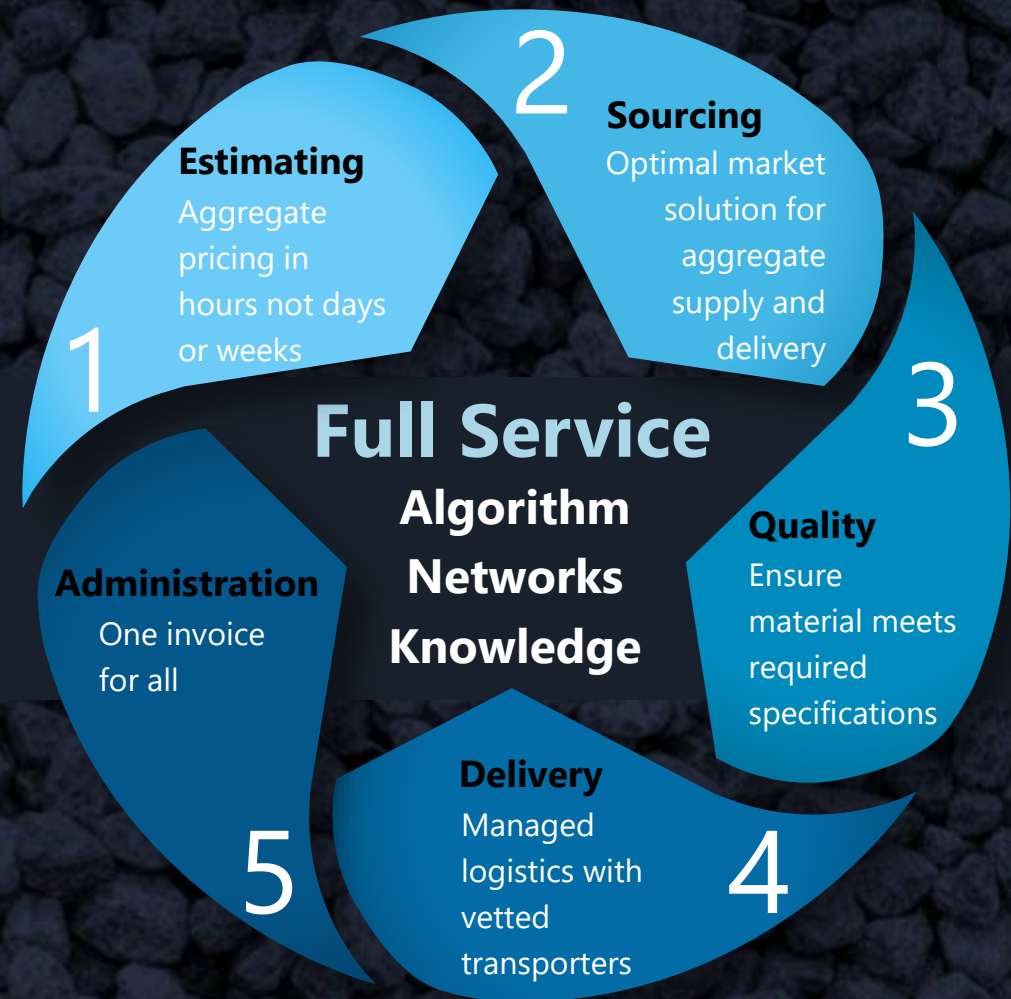 1
Estimating
Aggregate
pricing in
hours not days
or weeks
2
Sourcing
Optimal market
solution for
aggregate
supply and
delivery
3
Quality
Ensure
material meets
required
specifications
4
Delivery
Managed
logistics with
vetted
transporters
5
Administration
One invoice
for all
Full Service
Algorithm
Networks
Knowledge